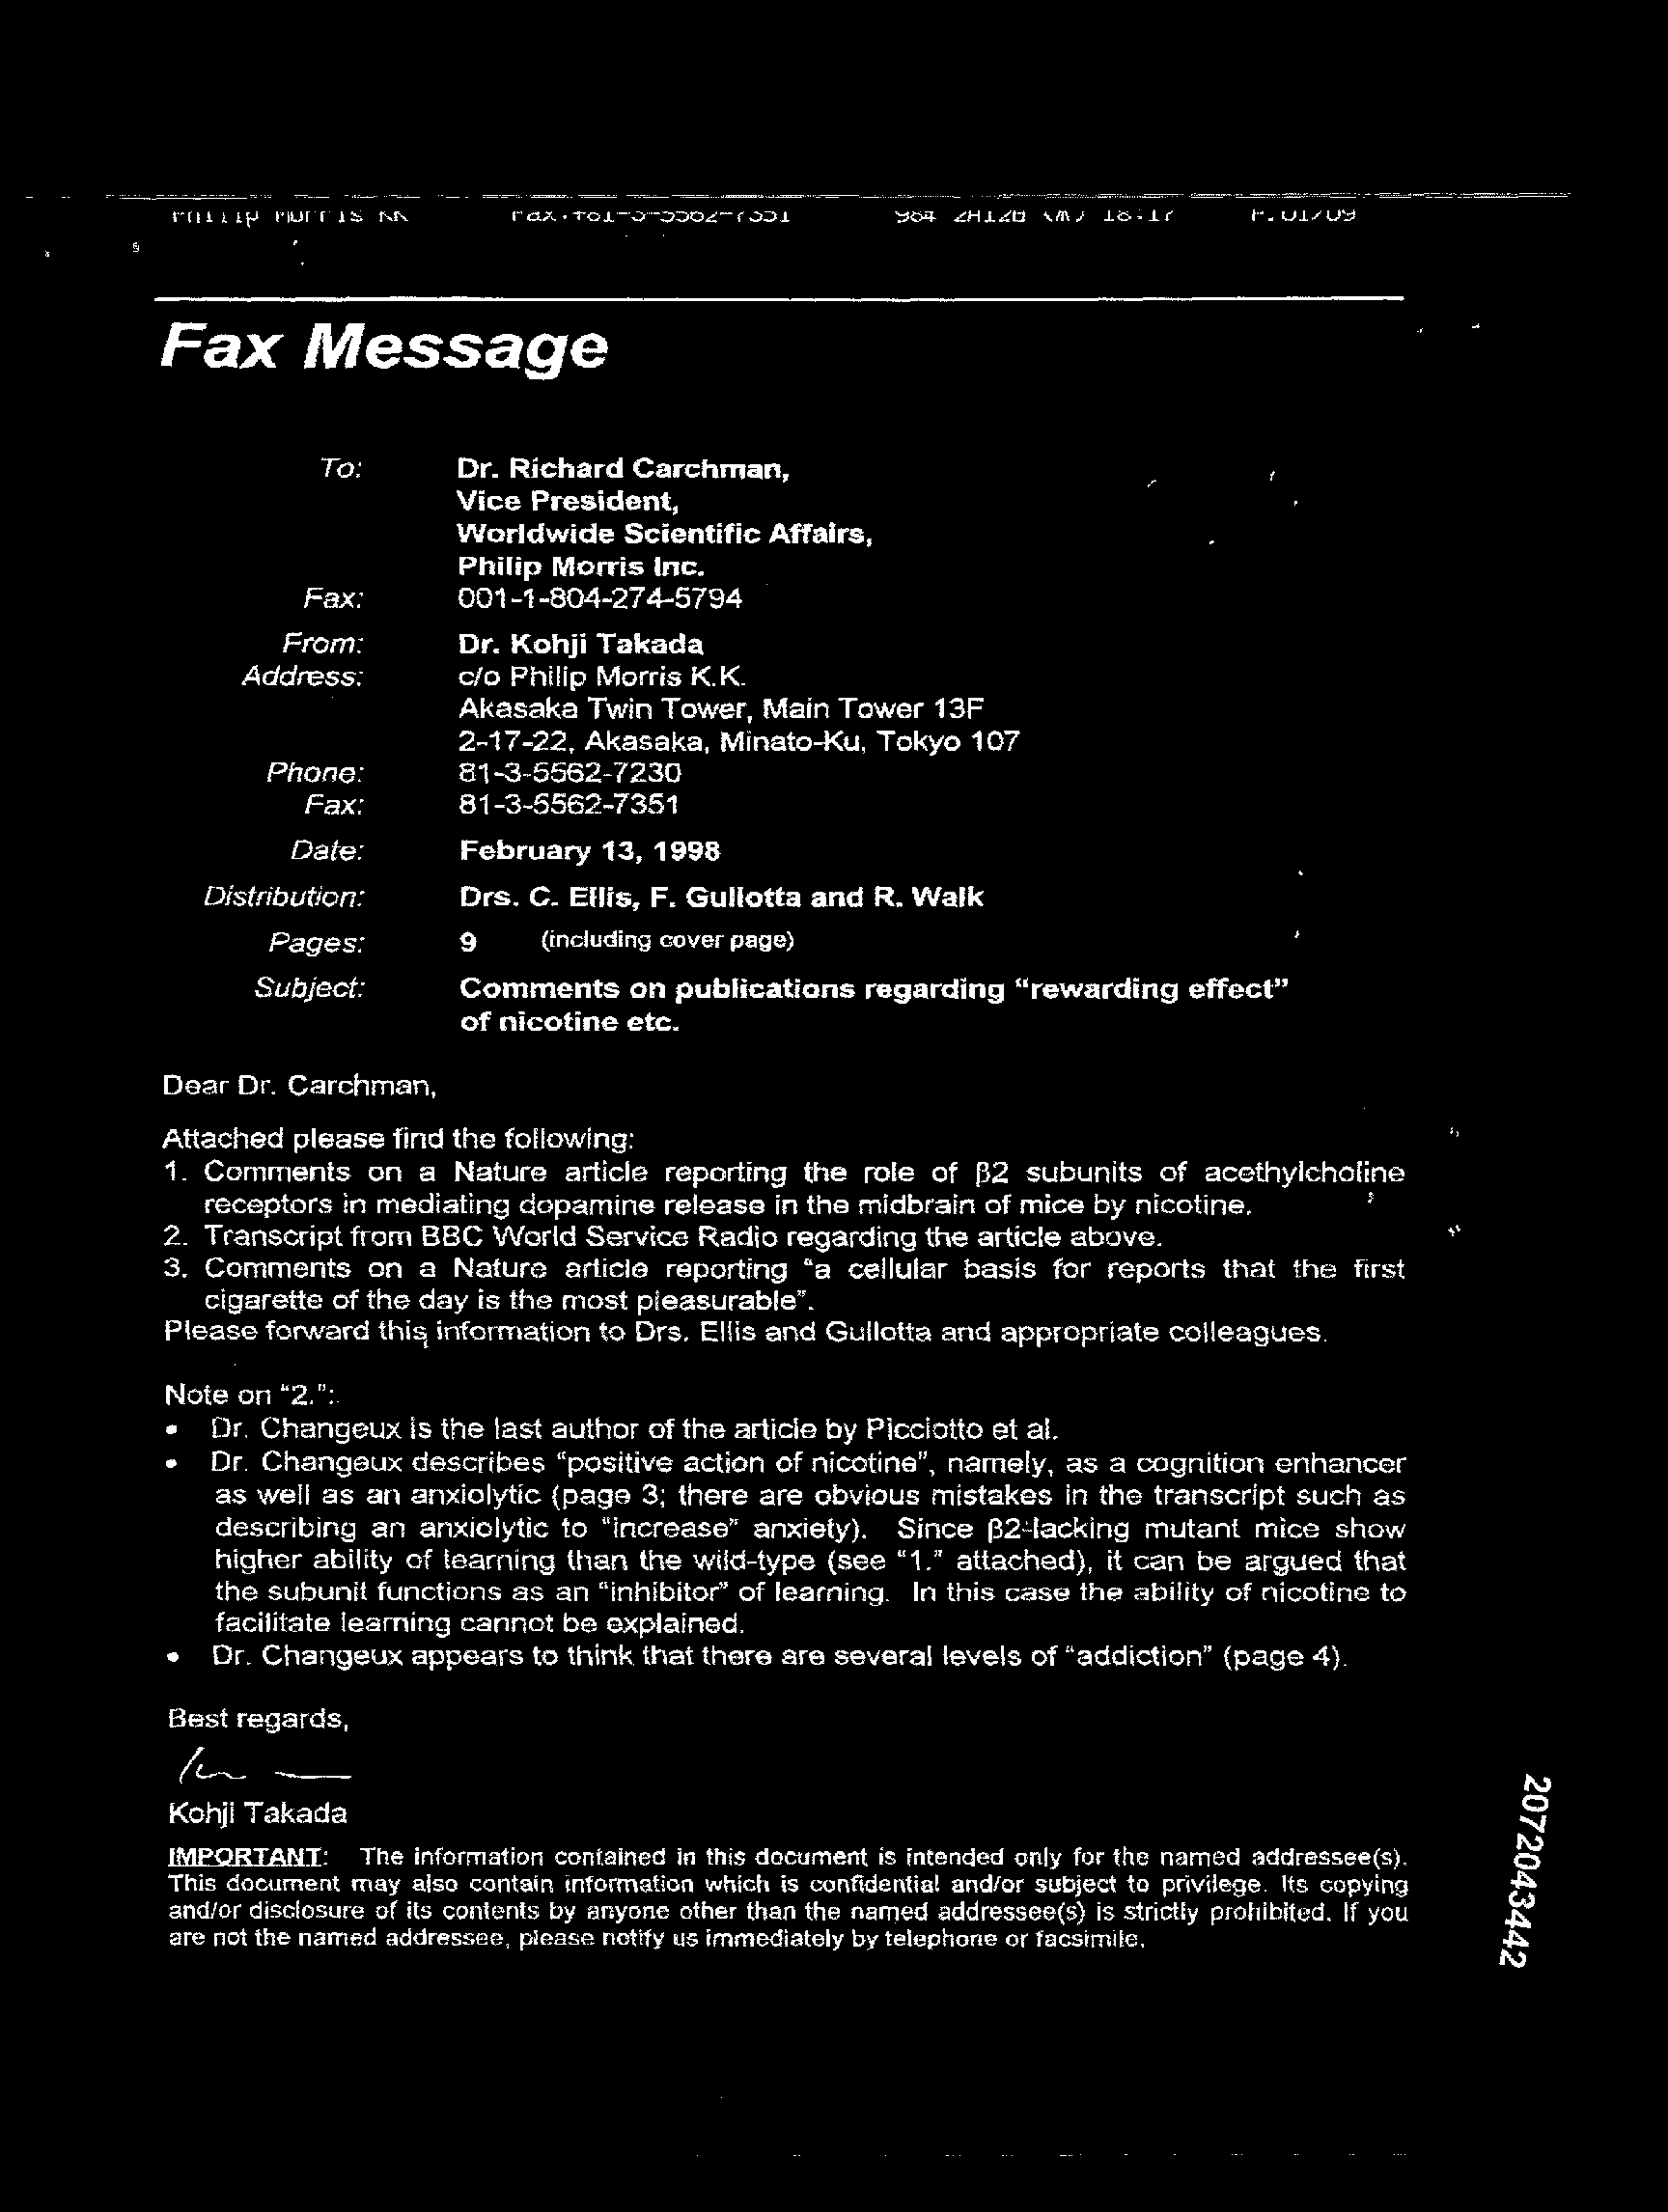 Fax Message
To: Dr. Richard Carchman,
Vice President,
Worldwide Scientific Affairs,
Philip Morris Inc.
Fax: 001-1-804-274-5794
From: Dr. Kohji Takada
Address: c/o Philip Morris K.K.
Akasaka Twin Tower, Main Tower 13F
2-17-22, Akasaka, Minato-Ku, Tokyo 107
Phone: 81-3-5562-7230
Fax: 81-3-5562-7351
Date: February 13, 1998
Distribution: Drs. C. Ellis, F. Gullotta and R. Walk
Pages: 9 (including cover page)
Subject: Comments on publications regarding “rewarding effect”
of nicotine etc.
Dear Dr. Carchman,
Attached please find the following:
1. Comments on a Nature article reporting the role of β2 subunits of acethylcholine
receptors in mediating dopamine release in the midbrain of mice by nicotine.
2. Transcript from BBC World Service Radio regarding the article above.
3. Comments on a Nature article reporting “a cellular basis for reports that the first
cigarette of the day is the most pleasurable”.
Please forward this information to Drs. Ellis and Gullotta and appropriate colleagues.
Note on “2.”:
• Dr. Changeux is the last author of the article by Picciotto et al.
• Dr. Changeux describes “positive action of nicotine”, namely, as a cognition enhancer
as well as an anxiolytic (page 3; there are obvious mistakes in the transcript such as
describing an anxiolytic to “increase” anxiety). Since β2-lacking mutant mice show
higher ability of learning than the wild-type (see “1.” attached), it can be argued that
the subunit functions as an “inhibitor” of learning. In this case the ability of nicotine to
facilitate learning cannot be explained.
• Dr. Changeux appears to think that there are several levels of “addiction” (page 4).
Best regards,
Kohji Takada
IMPORTANT: The information contained in this document is intended only for the named addressee(s).
This document may also contain information which is confidential and/or subject to privilege. Its copying
and/or disclosure of its contents by anyone other than the named addressee(s) is strictly prohibited. If you
are not the named addressee, please notify us immediately by telephone or facsimile.
2072043442